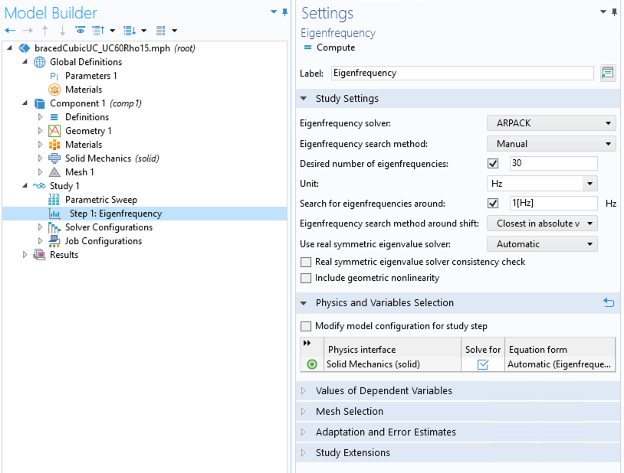 Model Builder
bracedCubicUC_UC60Rho15.mph (root)
Global Definitions
Pi Parameters 1
Materials
Component 1 (comp1)
Definitions
Geometry 1
Materials
Solid Mechanics (solid)
Mesh 1
Study 1
Parametric Sweep
Step 1: Eigenfrequency
Solver Configurations
Job Configurations
Results
Settings
Eigenfrequency
= Compute
Label: Eigenfrequency
Study Settings
Eigenfrequency solver: ARPACK
Eigenfrequency search method: Manual
Desired number of eigenfrequencies: 30
Unit: Hz
Search for eigenfrequencies around: 1[Hz] Hz
Eigenfrequency search method around shift: Closest in absolute v
Use real symmetric eigenvalue solver: Automatic
Real symmetric eigenvalue solver consistency check
Include geometric nonlinearity
Physics and Variables Selection
Modify model configuration for study step
Physics interface Solve for Equation form
Solid Mechanics (solid) Automatic (Eigenfreque...
Values of Dependent Variables
Mesh Selection
Adaptation and Error Estimates
Study Extensions